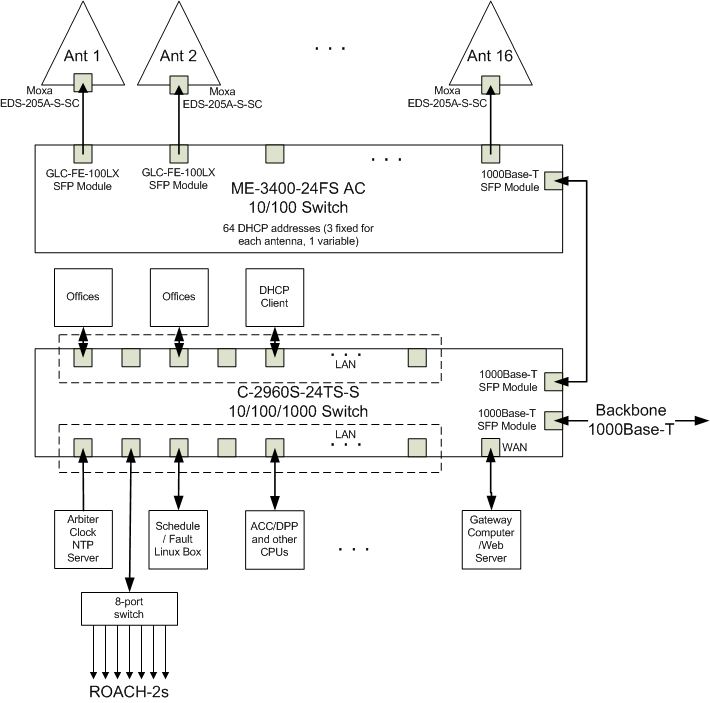 Ant 1
Ant 2
. . .
Ant 16
Moxa
EDS-205A-S-SC
Moxa
EDS-205A-S-SC
Moxa
EDS-205A-S-SC
GLC-FE-100LX
SFP Module
GLC-FE-100LX
SFP Module
. . .
1000Base-T
SFP Module
ME-3400-24FS AC
10/100 Switch
64 DHCP addresses (3 fixed for
each antenna, 1 variable)
Offices
Offices
DHCP
Client
. . .
LAN
C-2960S-24TS-S
10/100/1000 Switch
1000Base-T
SFP Module
1000Base-T
SFP Module
Backbone
1000Base-T
LAN
. . .
WAN
Arbiter
Clock
NTP
Server
Schedule
/ Fault
Linux Box
ACC/DPP
and other
CPUs
. . .
Gateway
Computer
/Web
Server
8-port
switch
ROACH-2s